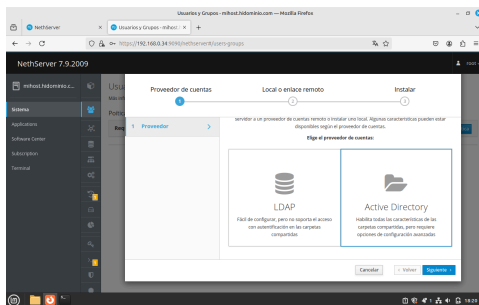 Usuarios y Grupos - mihost.hidominio.com — Mozilla Firefox
NethServer
Usuarios y Grupos - mihost
https://192.168.0.34:9090/nethserver#/users-groups
NethServer 7.9.2009
root
mihost.hidominio.c...
Sistema
Applications
Software Center
Subscription
Terminal
Proveedor de cuentas
Local o enlace remoto
Instalar
1
2
3
1 Proveedor
servidor a un proveedor de cuentas remoto o instalar uno local. Algunas características pueden estar
disponibles según el proveedor de cuentas.
Elige el proveedor de cuentas:
LDAP
Fácil de configurar, pero no soporta el acceso
con autentificación en las carpetas
compartidas
Active Directory
Habilita todas las características de las
carpetas compartidas, pero requiere
opciones de configuración avanzadas
Cancelar
Volver
Siguiente
18:20